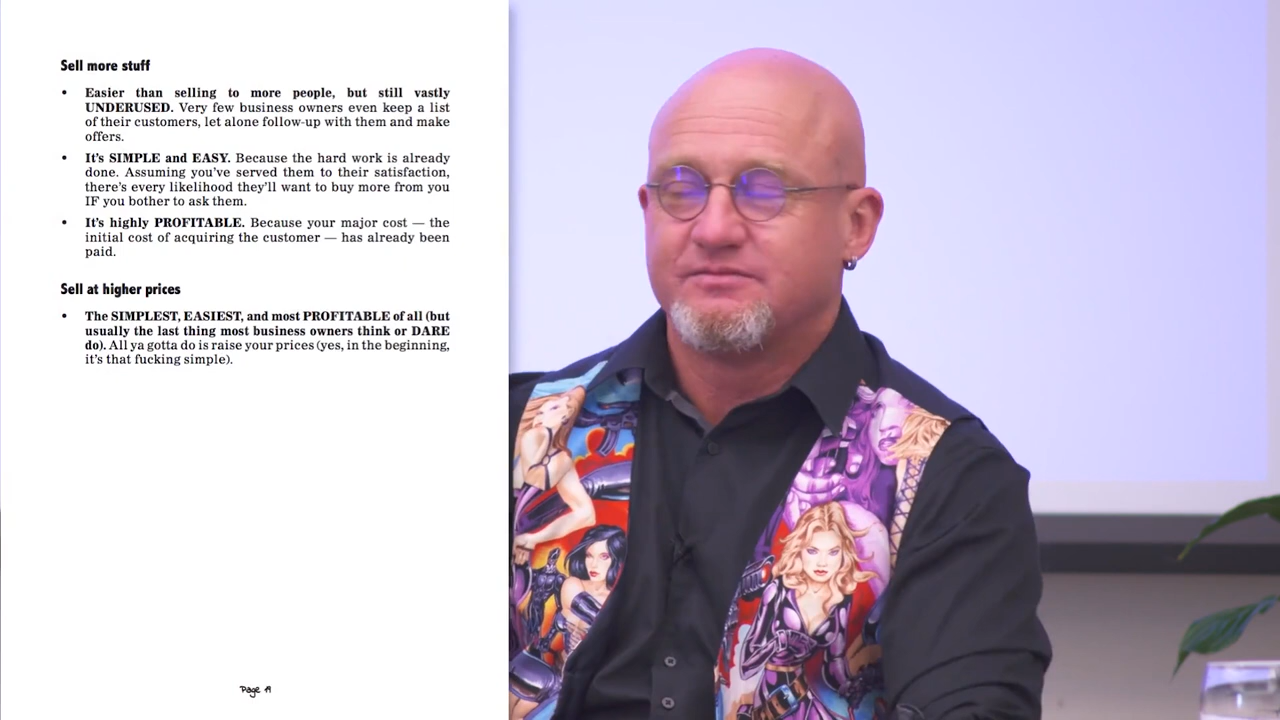 Sell more stuff
• Easier than selling to more people, but still vastly
UNDERUSED. Very few business owners even keep a list
of their customers, let alone follow-up with them and make
offers.
• It's SIMPLE and EASY. Because the hard work is already
done. Assuming you've served them to their satisfaction,
there's every likelihood they'll want to buy more from you
IF you bother to ask them.
• It's highly PROFITABLE. Because your major cost — the
initial cost of acquiring the customer — has already been
paid.
Sell at higher prices
• The SIMPLEST, EASIEST, and most PROFITABLE of all (but
usually the last thing most business owners think or DARE
do). All ya gotta do is raise your prices (yes, in the beginning,
it's that fucking simple).
Page